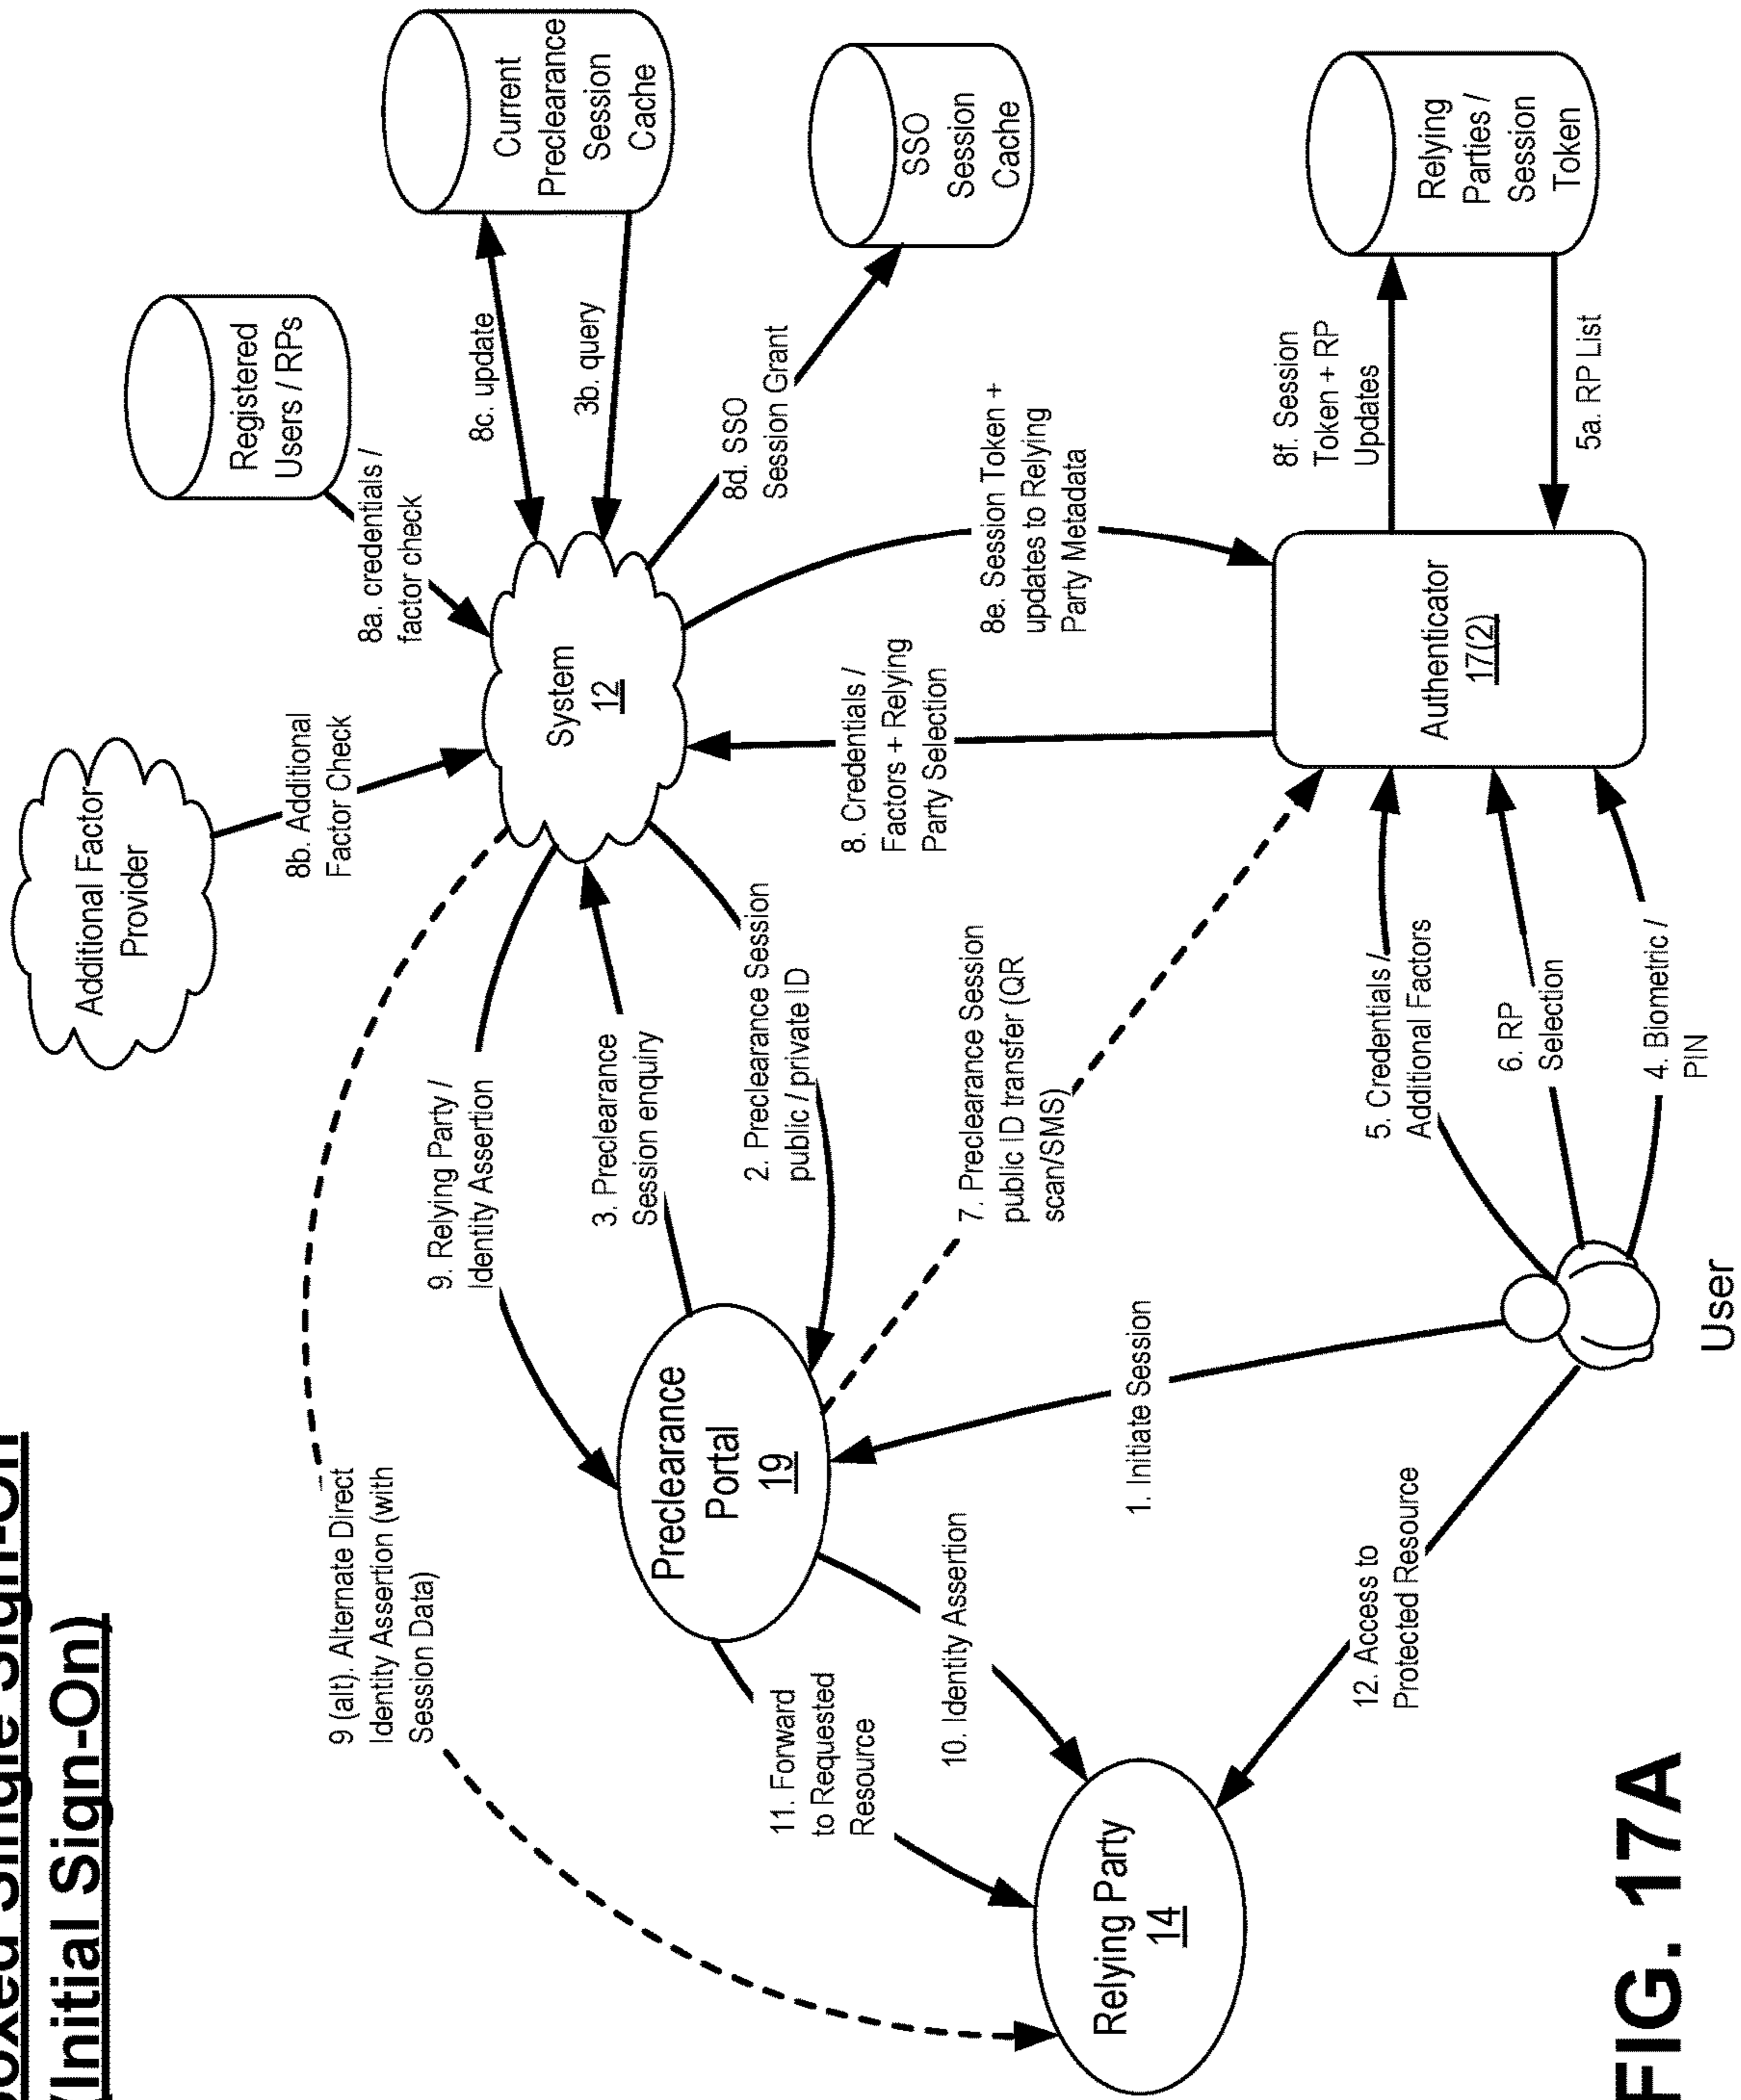 Single Sign-On
(Initial Sign-On)
Additional Factor
Provider
Registered
Users / RPs
Current
Preclearance
Session
Cache
8b. Additional
Factor Check
8a. credentials /
factor check
8c. update
3b. query
System
12
SSO
Session
Cache
8d. SSO
Session Grant
9 (alt). Alternate Direct
Identity Assertion (with
Session Data)
9. Relying Party /
Identity Assertion
3. Preclearance
Session enquiry
2. Preclearance Session
public / private ID
8. Credentials /
Factors + Relying
Party Selection
8e. Session Token +
updates to Relying
Party Metadata
Preclearance
Portal
19
7. Preclearance Session
public ID transfer (QR
scan/SMS)
11. Forward
to Requested
Resource
10. Identity Assertion
1. Initiate Session
Relying Party
14
12. Access to
Protected Resource
5. Credentials /
Additional Factors
6. RP
Selection
4. Biometric /
PIN
Authenticator
17(2)
8f. Session
Token + RP
Updates
5a. RP List
Relying
Parties /
Session
Token
User
FIG. 17A